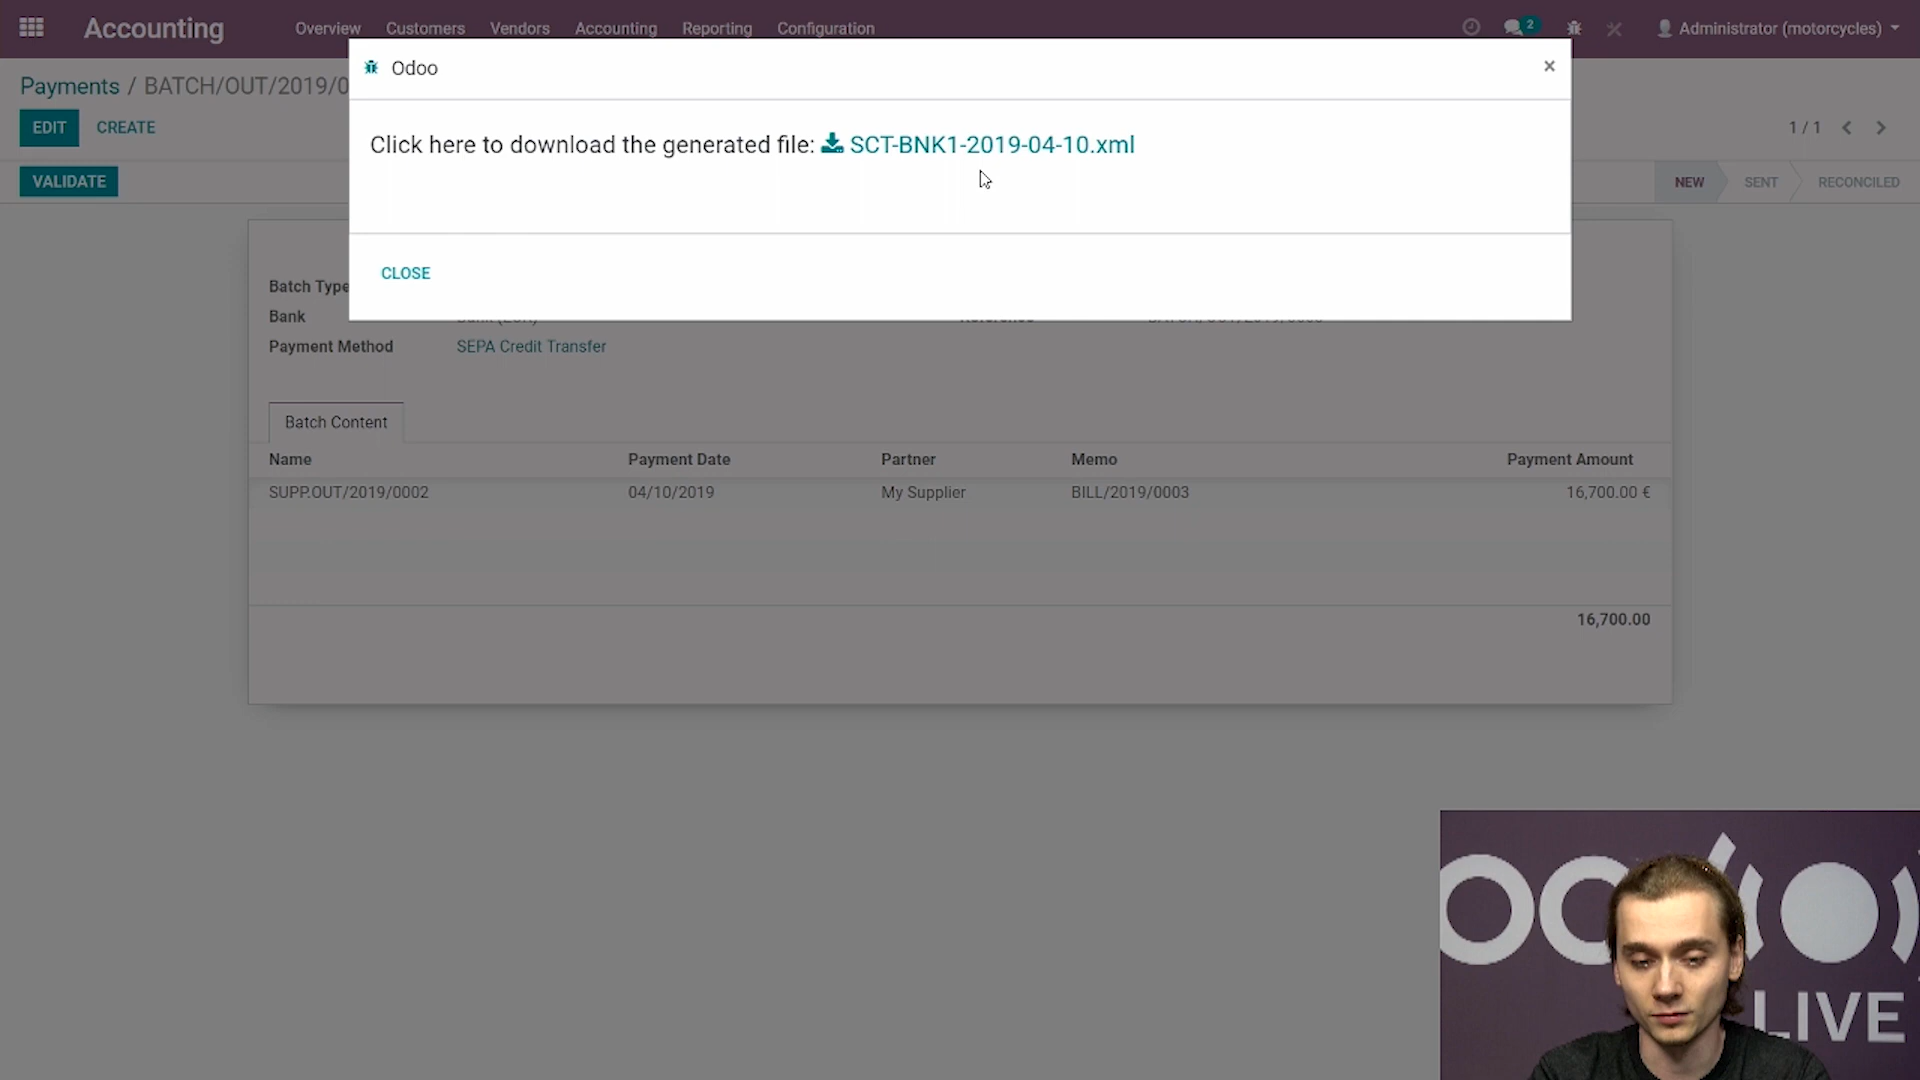 Accounting
Overview Customers Vendors Accounting Reporting Configuration
2
Administrator (motorcycles)
Payments / BATCH/OUT/2019/0
EDIT CREATE
1 / 1
VALIDATE
NEW SENT RECONCILED
Odoo
×
Click here to download the generated file: SCT-BNK1-2019-04-10.xml
CLOSE
Batch Type
Bank
Payment Method SEPA Credit Transfer
Batch Content
Name Payment Date Partner Memo Payment Amount
SUPP.OUT/2019/0002 04/10/2019 My Supplier BILL/2019/0003 16,700.00 €
16,700.00
LIVE